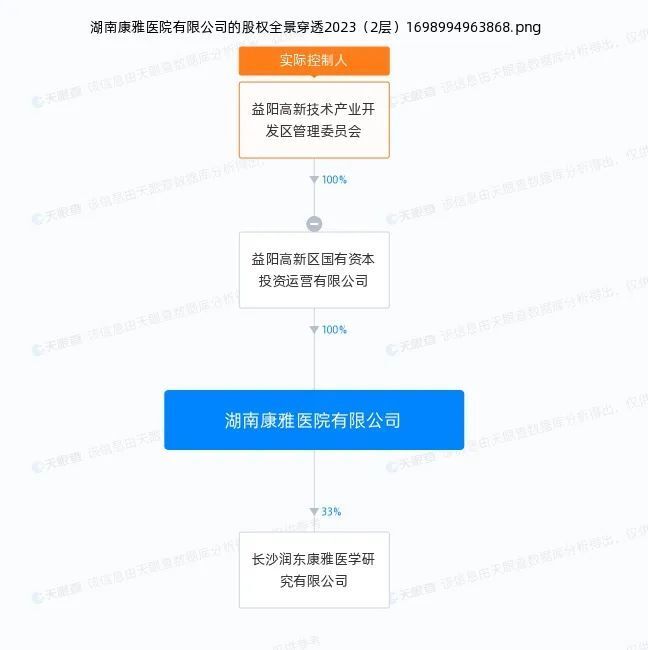 湖南康雅医院有限公司的股权全景穿透2023（2层）1698994963868.png
实际控制人
益阳高新技术产业开
发区管理委员会
100%
益阳高新区国有资本
投资运营有限公司
100%
湖南康雅医院有限公司
33%
长沙润东康雅医学研
究有限公司
天眼查 该信息由天眼查数据库分析得出，仅供参考